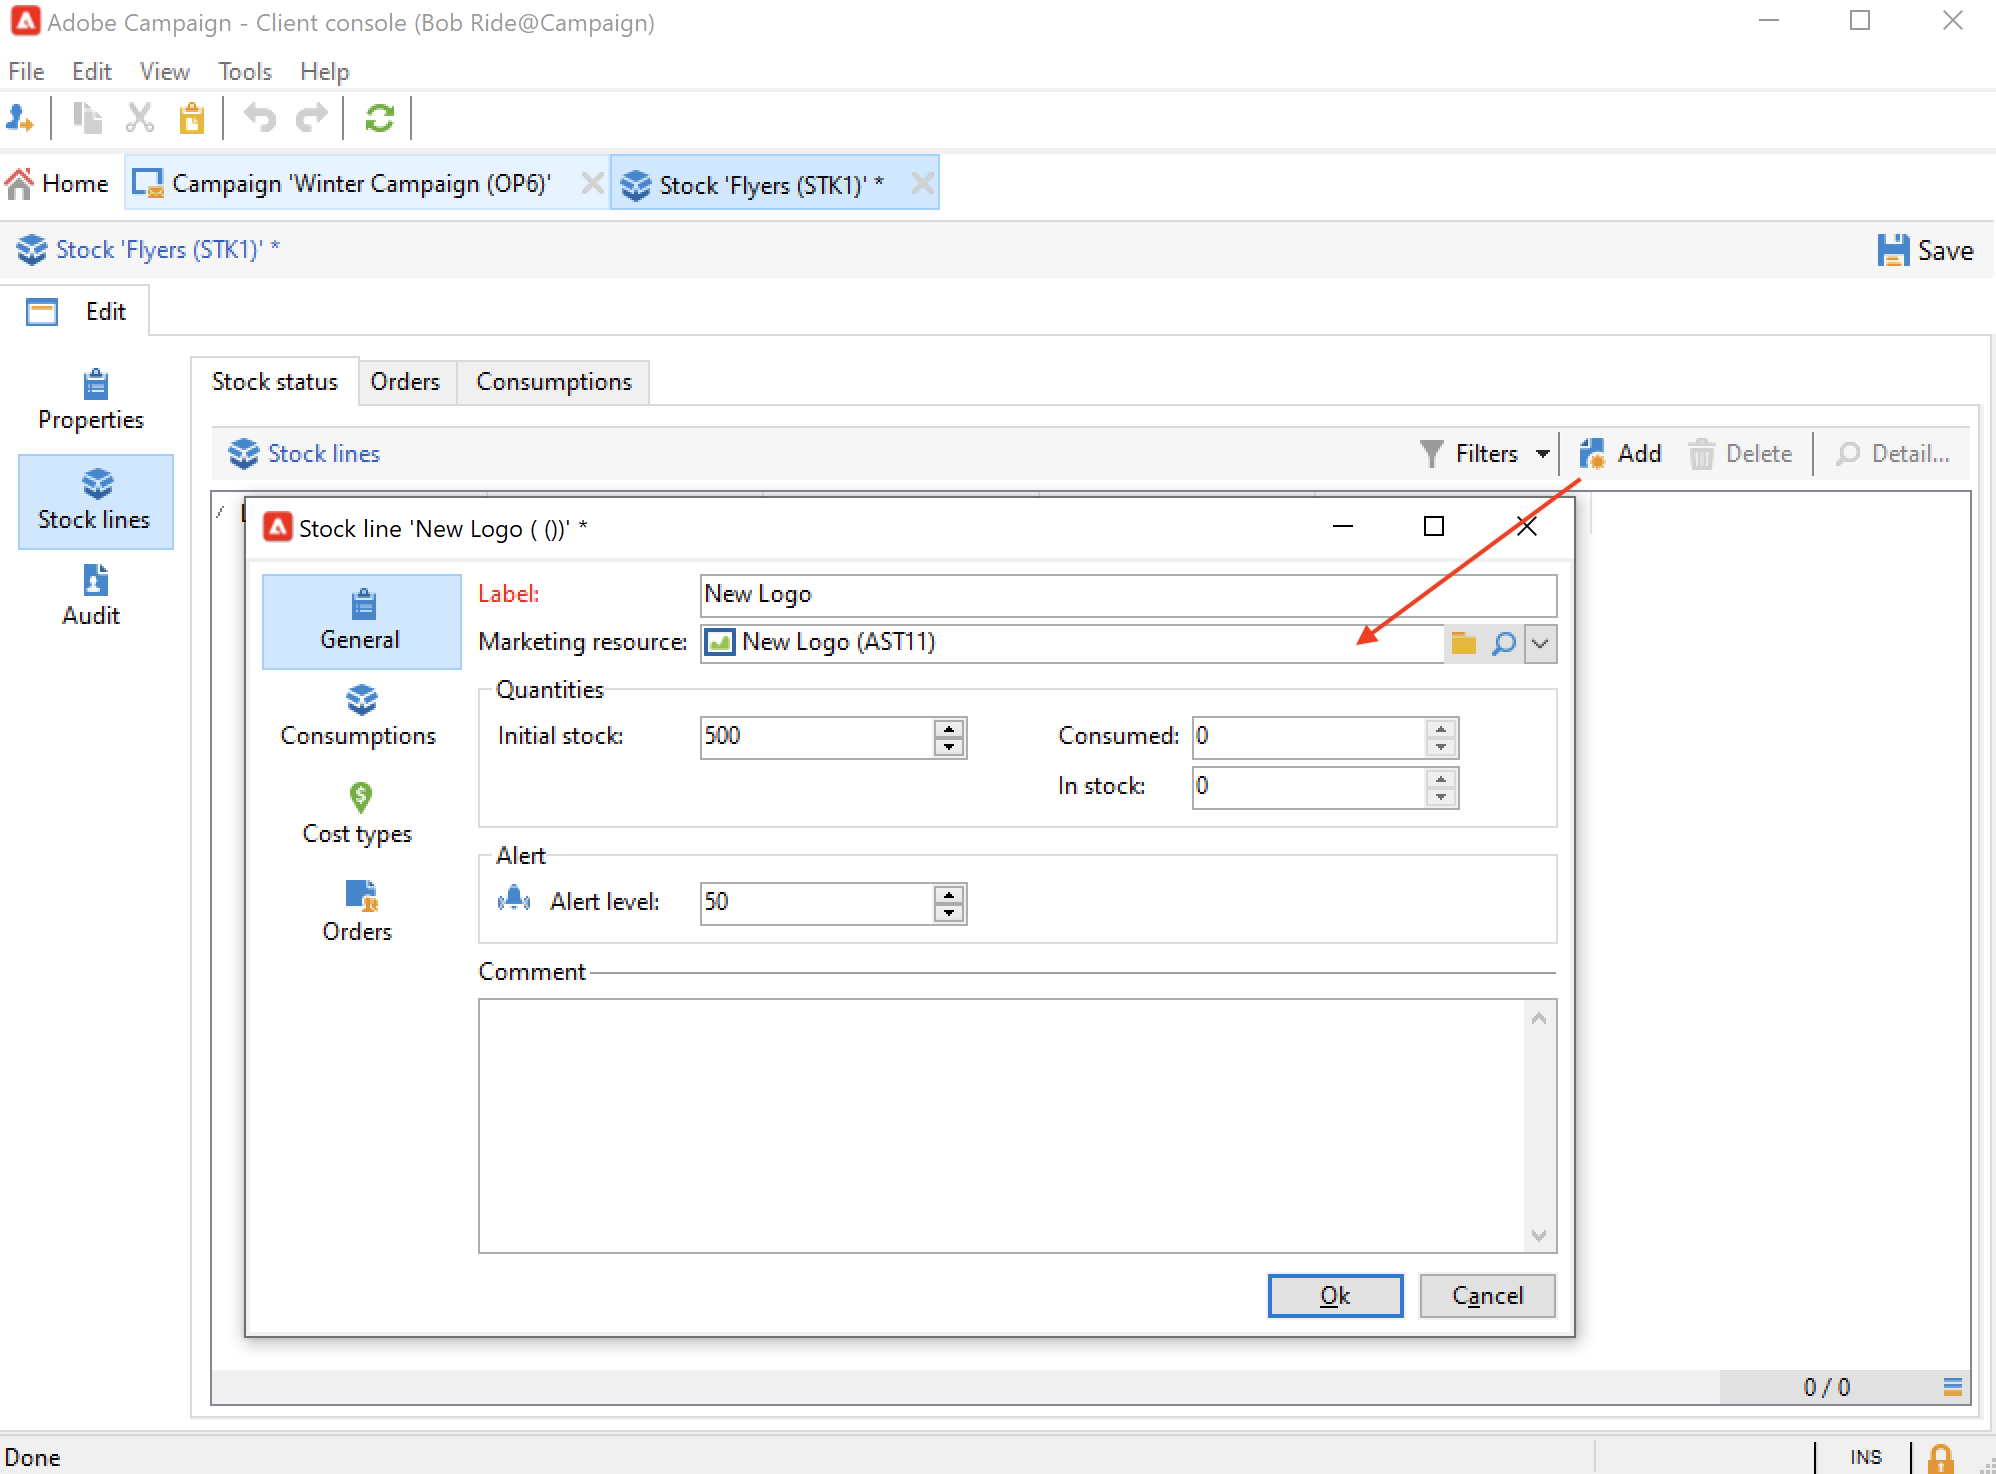 Adobe Campaign - Client console (Bob Ride@Campaign)
File Edit View Tools Help
Home Campaign 'Winter Campaign (OP6)' Stock 'Flyers (STK1)' *
Stock 'Flyers (STK1)' * Save
Edit
Properties
Stock lines
Audit
Stock status Orders Consumptions
Stock lines Filters Add Delete Detail...
Stock line 'New Logo ( ())' *
General
Consumptions
Cost types
Orders
Label: New Logo
Marketing resource: New Logo (AST11)
Quantities
Initial stock: 500 Consumed: 0
In stock: 0
Alert
Alert level: 50
Comment
Ok Cancel
0 / 0
Done INS